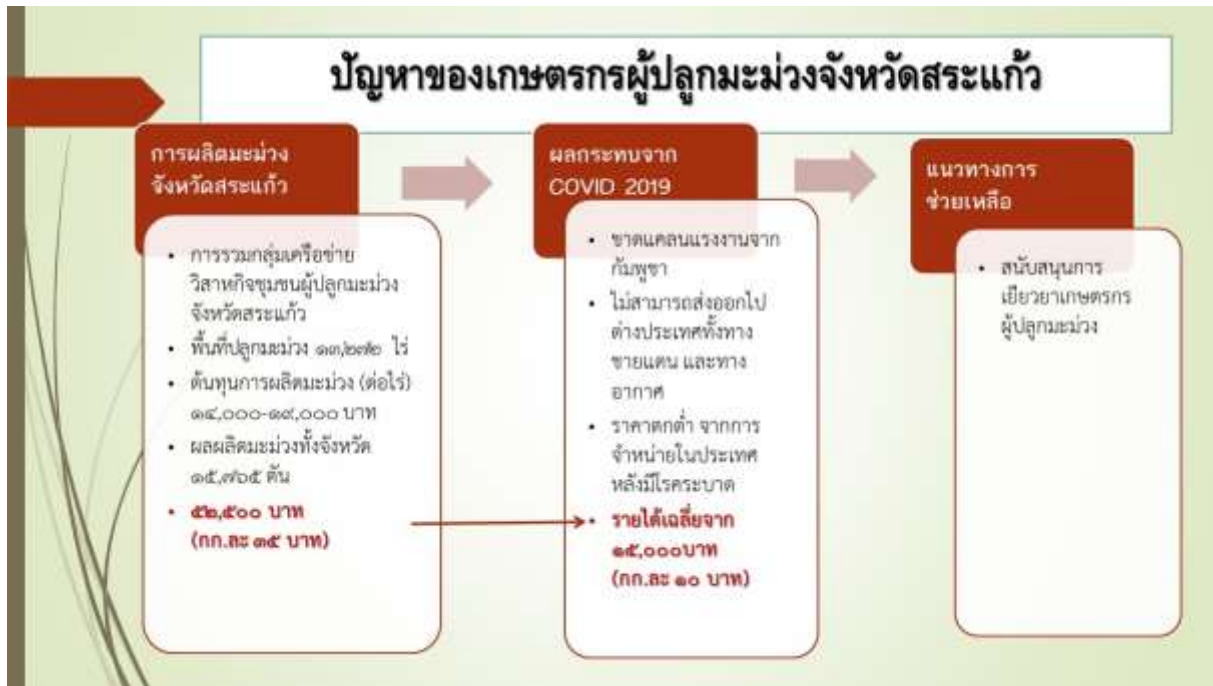 ปัญหาของเกษตรกรผู้ปลูกมะม่วงจังหวัดสระแก้ว
การผลิตมะม่วง
จังหวัดสระแก้ว
• การรวมกลุ่มเครือข่าย
วิสาหกิจชุมชนผู้ปลูกมะม่วง
จังหวัดสระแก้ว
• พื้นที่ปลูกมะม่วง ๑๓,๒๗๒ ไร่
• ต้นทุนการผลิตมะม่วง (ต่อไร่)
๑๔,๐๐๐-๑๙,๐๐๐ บาท
• ผลผลิตมะม่วงทั้งจังหวัด
๑๕,๗๖๕ ตัน
• ๕๒,๕๐๐ บาท
(กก.ละ ๓๕ บาท)
ผลกระทบจาก
COVID 2019
• ขาดแคลนแรงงานจาก
กัมพูชา
• ไม่สามารถส่งออกไป
ต่างประเทศทั้งทาง
ชายแดน และทาง
อากาศ
• ราคาตกต่ำ จากการ
จำหน่ายในประเทศ
หลังมีโรคระบาด
• รายได้เฉลี่ยจาก
๑๕,๐๐๐บาท
(กก.ละ ๑๐ บาท)
แนวทางการ
ช่วยเหลือ
• สนับสนุนการ
เยียวยาเกษตรกร
ผู้ปลูกมะม่วง